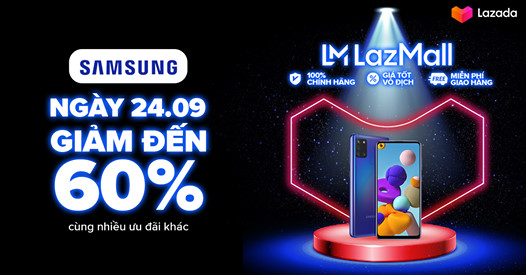 Lazada
SAMSUNG
NGÀY 24.09
GIẢM ĐẾN
60%
cùng nhiều ưu đãi khác
LM LazMall
100%
CHÍNH HÃNG
GIÁ TỐT
VÔ ĐỊCH
FREE
MIỄN PHÍ
GIAO HÀNG